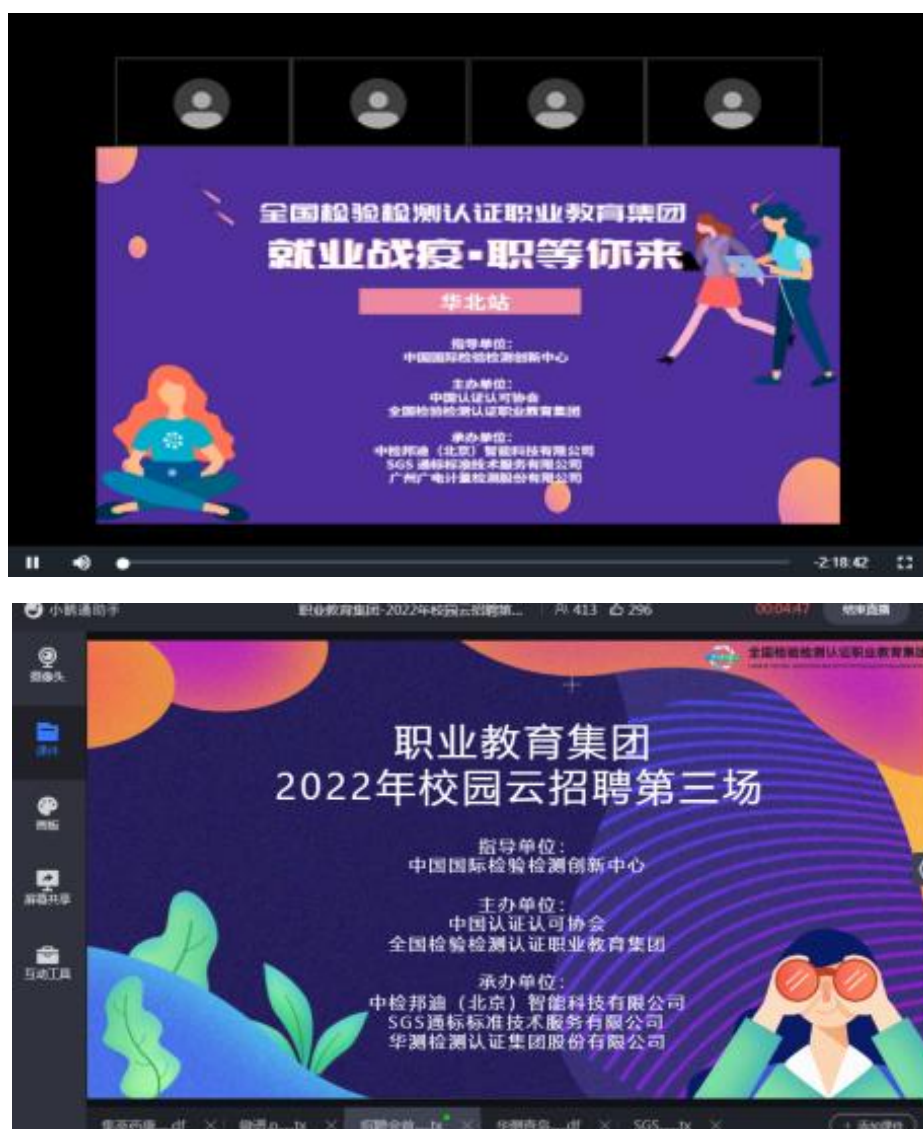 全国检验检测认证职业教育集团
就业战疫·职等你来
华北站
指导单位：
中国国际检验检测创新中心
主办单位：
中国认证认可协会
全国检验检测认证职业教育集团
承办单位：
中检邦迪（北京）智能科技有限公司
SGS 通标标准技术服务有限公司
广州广电计量检测股份有限公司
-2:18:42
小鹅通助手
职业教育集团-2022年校园云招聘第... 413 296 00:04:47 结束直播
摄像头
课件
画板
屏幕共享
互动工具
全国检验检测认证职业教育集团
职业教育集团
2022年校园云招聘第三场
指导单位：
中国国际检验检测创新中心
主办单位：
中国认证认可协会
全国检验检测认证职业教育集团
承办单位：
中检邦迪（北京）智能科技有限公司
SGS通标标准技术服务有限公司
华测检测认证集团股份有限公司
SGS....tx